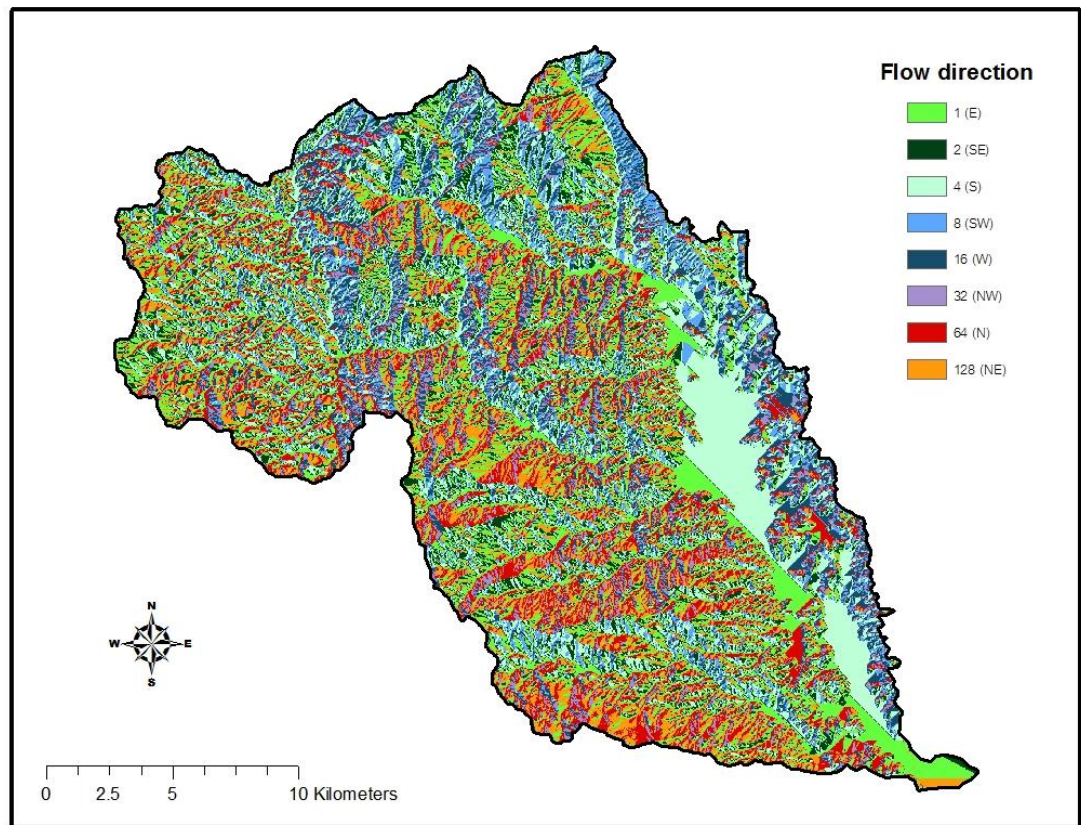 Flow direction
1 (E)
2 (SE)
4 (S)
8 (SW)
16 (W)
32 (NW)
64 (N)
128 (NE)
N
W E
S
0 2.5 5 10 Kilometers